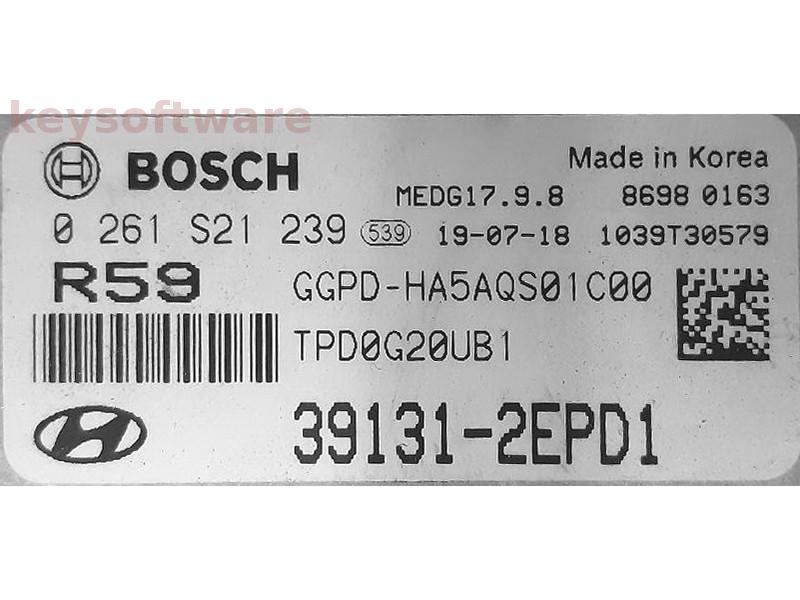 keysoftware
BOSCH
Made in Korea
MEDG17.9.8 8698 0163
0 261 S21 239 539 19-07-18 1039T30579
R59 GGPD-HA5AQS01C00
TPD0G20UB1
39131-2EPD1